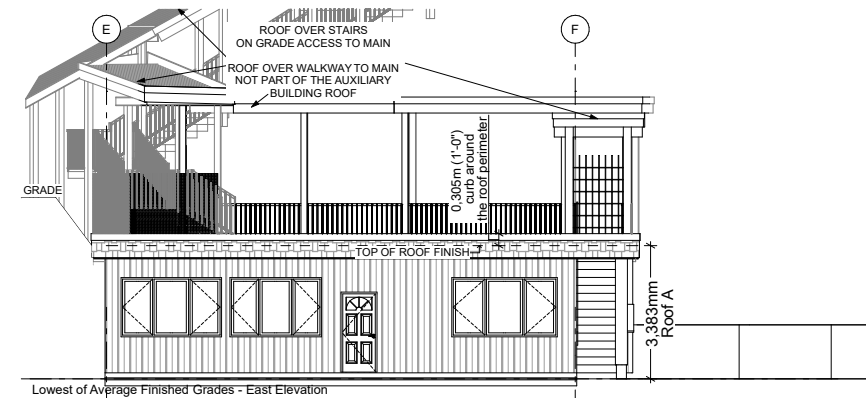 E
F
ROOF OVER STAIRS
ON GRADE ACCESS TO MAIN
ROOF OVER WALKWAY TO MAIN
NOT PART OF THE AUXILIARY
BUILDING ROOF
0,305m (1'-0")
curb around
the roof perimeter
GRADE
TOP OF ROOF FINISH
3,383mm
Roof A
Lowest of Average Finished Grades - East Elevation